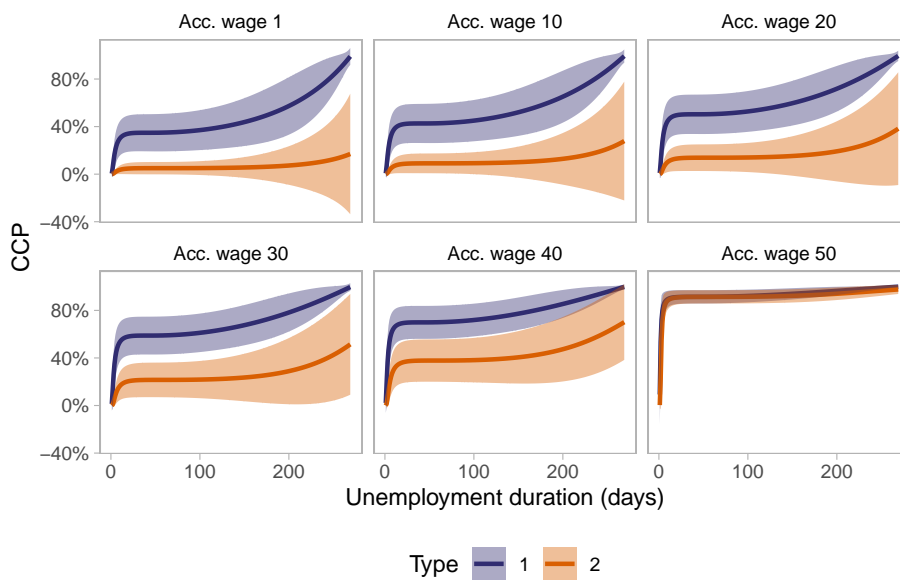 Acc. wage 1 Acc. wage 10 Acc. wage 20
80%
40%
0%
−40%
Acc. wage 30 Acc. wage 40 Acc. wage 50
80%
40%
0%
−40%
CCP
0 100 200 0 100 200 0 100 200
Unemployment duration (days)
Type 1 2